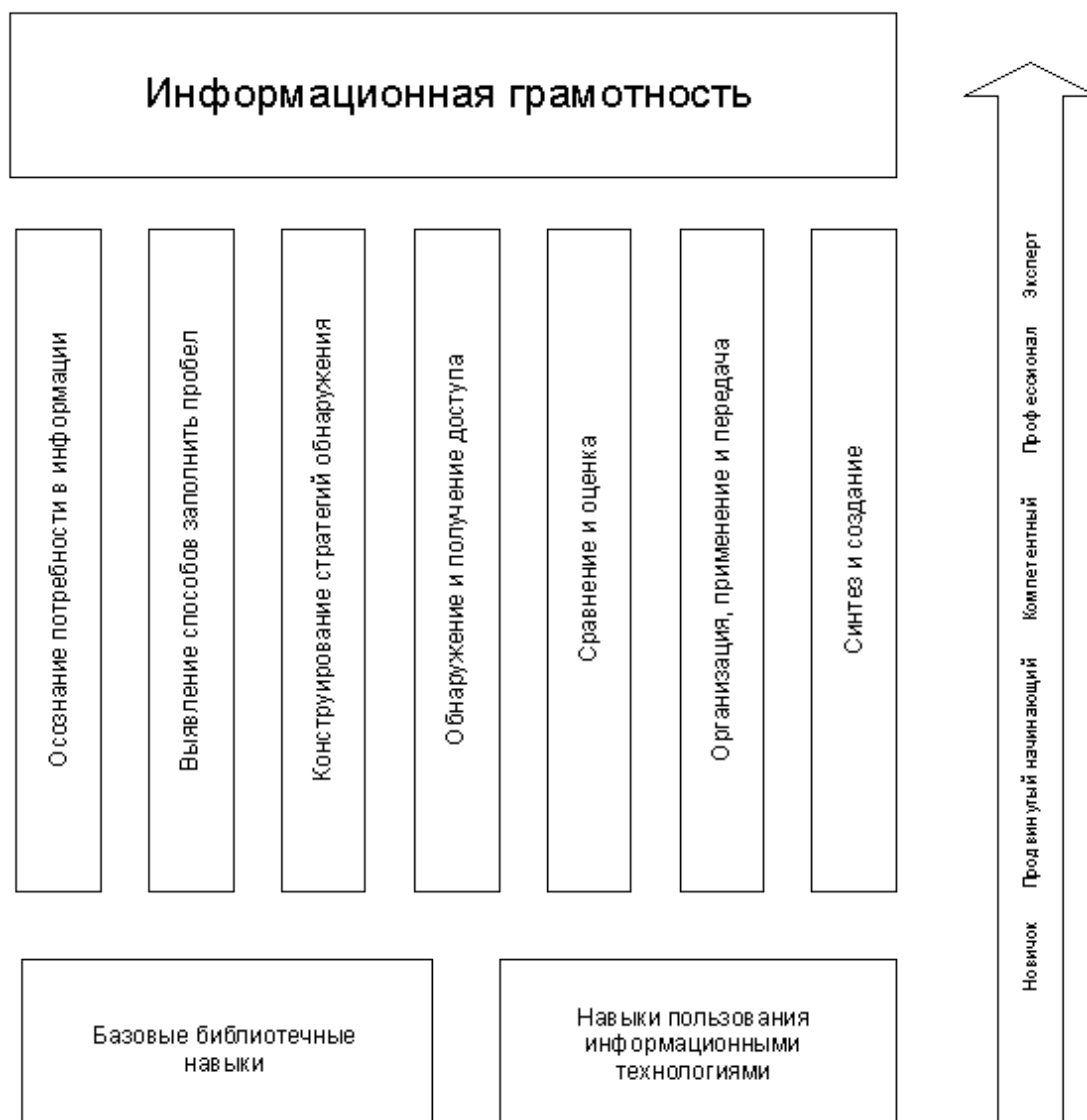 Информационная грамотность
Осознание потребности в информации
Выявление способов заполнить пробел
Конструирование стратегий обнаружения
Обнаружение и получение доступа
Сравнение и оценка
Организация, применение и передача
Синтез и создание
Базовые библиотечные
навыки
Навыки пользования
информационными
технологиями
Новичок Продвинутый начинающий Компетентный Профессионал Эксперт